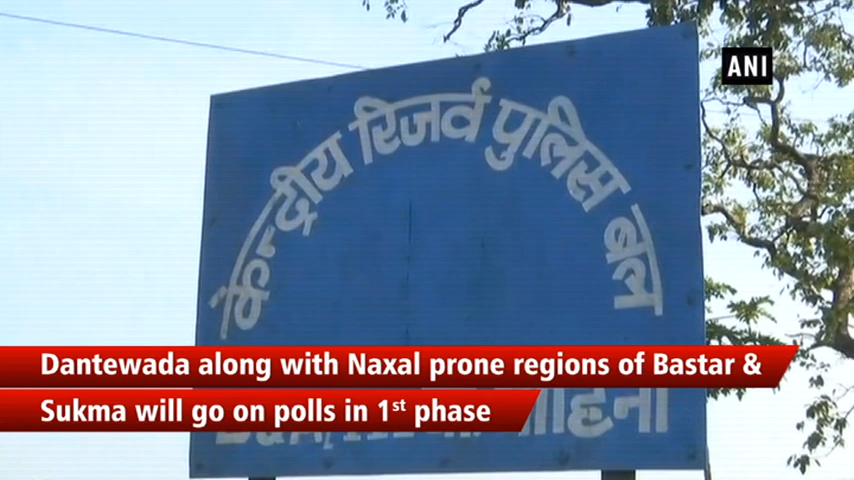 ANI
केन्द्रीय रिजर्व पुलिस बल
Dantewada along with Naxal prone regions of Bastar &
Sukma will go on polls in 1st phase
वाहिनी